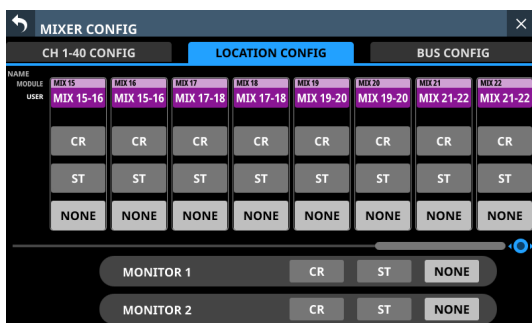 MIXER CONFIG
CH 1-40 CONFIG LOCATION CONFIG BUS CONFIG
NAME
MODULE MIX 15 MIX 16 MIX 17 MIX 18 MIX 19 MIX 20 MIX 21 MIX 22
USER MIX 15-16 MIX 15-16 MIX 17-18 MIX 17-18 MIX 19-20 MIX 19-20 MIX 21-22 MIX 21-22
CR CR CR CR CR CR CR CR
ST ST ST ST ST ST ST ST
NONE NONE NONE NONE NONE NONE NONE NONE
MONITOR 1 CR ST NONE
MONITOR 2 CR ST NONE